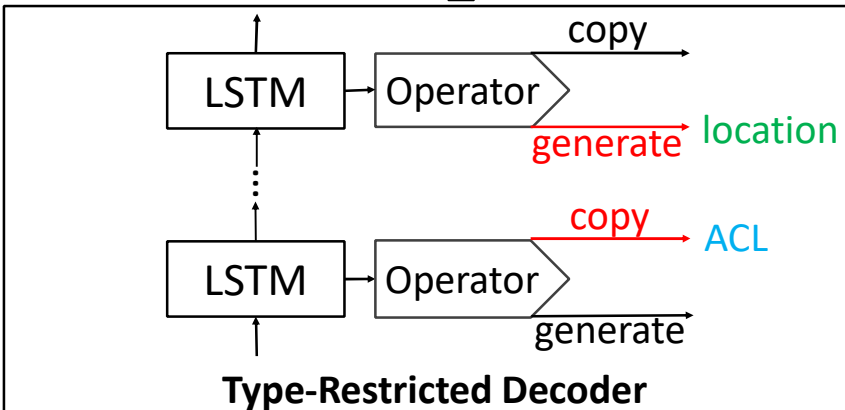 copy
LSTM Operator
generate location
...
copy ACL
LSTM Operator
generate
Type-Restricted Decoder